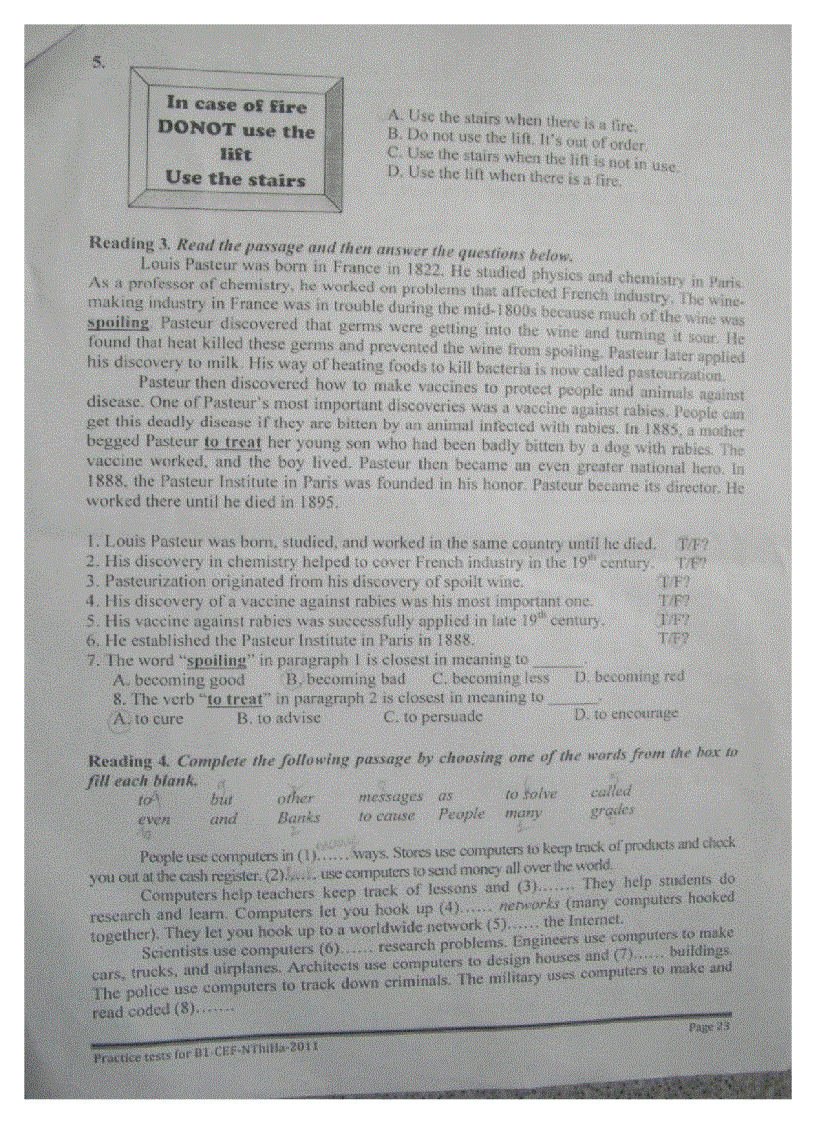 5.
In case of fire
DONOT use the
lift
Use the stairs
A. Use the stairs when there is a fire.
B. Do not use the lift. It's out of order.
C. Use the stairs when the lift is not in use.
D. Use the lift when there is a fire.
Reading 3. Read the passage and then answer the questions below.
Louis Pasteur was born in France in 1822. He studied physics and chemistry in Paris.
As a professor of chemistry, he worked on problems that affected French industry. The wine-
making industry in France was in trouble during the mid-1800s because much of the wine was
spoiling. Pasteur discovered that germs were getting into the wine and turning it sour. He
found that heat killed these germs and prevented the wine from spoiling. Pasteur later applied
his discovery to milk. His way of heating foods to kill bacteria is now called pasteurization.
Pasteur then discovered how to make vaccines to protect people and animals against
disease. One of Pasteur's most important discoveries was a vaccine against rabies. People can
get this deadly disease if they are bitten by an animal infected with rabies. In 1885, a mother
begged Pasteur to treat her young son who had been badly bitten by a dog with rabies. The
vaccine worked, and the boy lived. Pasteur then became an even greater national hero. In
1888, the Pasteur Institute in Paris was founded in his honor. Pasteur became its director. He
worked there until he died in 1895.
1. Louis Pasteur was born, studied, and worked in the same country until he died. T/F?
2. His discovery in chemistry helped to cover French industry in the 19th century. T/F?
3. Pasteurization originated from his discovery of spoilt wine. T/F?
4. His discovery of a vaccine against rabies was his most important one. T/F?
5. His vaccine against rabies was successfully applied in late 19th century. T/F?
6. He established the Pasteur Institute in Paris in 1888. T/F?
7. The word "spoiling" in paragraph 1 is closest in meaning to ______.
A. becoming good B. becoming bad C. becoming less D. becoming red
8. The verb "to treat" in paragraph 2 is closest in meaning to ______.
A. to cure B. to advise C. to persuade D. to encourage
Reading 4. Complete the following passage by choosing one of the words from the box to
fill each blank.
to but other messages as to solve called
even and Banks to cause People many grades
People use computers in (1)...... ways. Stores use computers to keep track of products and check
you out at the cash register. (2)...... use computers to send money all over the world.
Computers help teachers keep track of lessons and (3)....... They help students do
research and learn. Computers let you hook up (4)...... networks (many computers hooked
together). They let you hook up to a worldwide network (5)...... the Internet.
Scientists use computers (6)...... research problems. Engineers use computers to make
cars, trucks, and airplanes. Architects use computers to design houses and (7)...... buildings.
The police use computers to track down criminals. The military uses computers to make and
read coded (8).......
Practice tests for B1-CEF-NThiHa-2011
Page 23